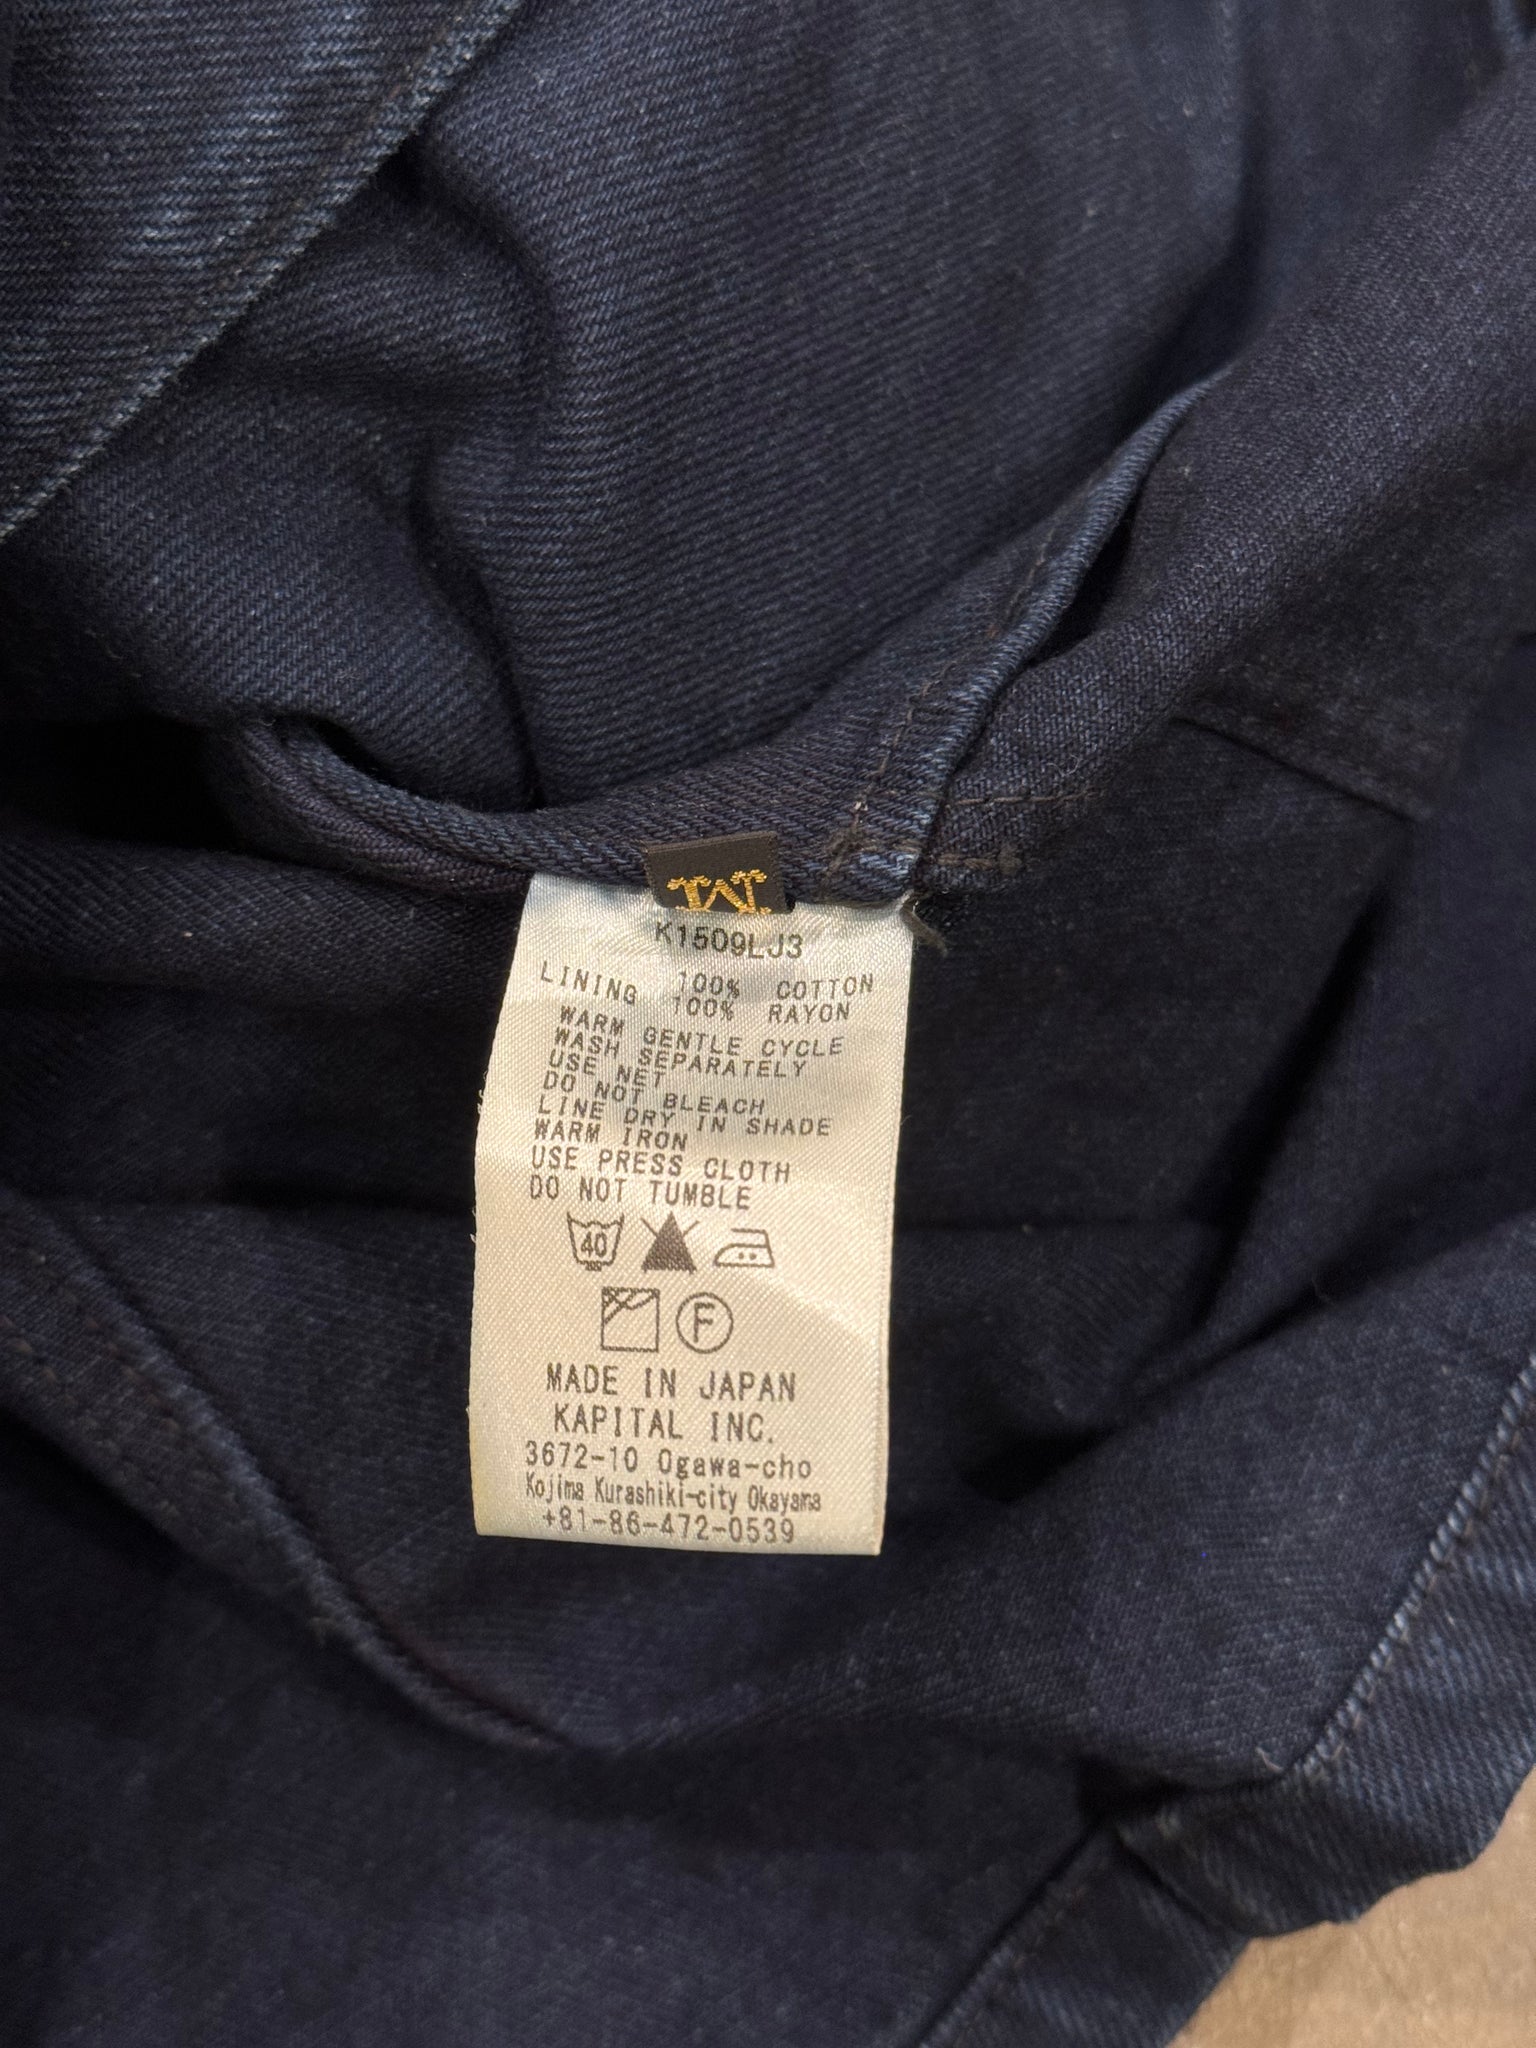 M
K1509LJ3
100% COTTON
LINING 100% RAYON
WARM GENTLE CYCLE
WASH SEPARATELY
USE NET
DO NOT BLEACH
LINE DRY IN SHADE
WARM IRON
USE PRESS CLOTH
DO NOT TUMBLE
40
F
MADE IN JAPAN
KAPITAL INC.
3672-10 Ogawa-cho
Kojima Kurashiki-city Okayama
+81-86-472-0539